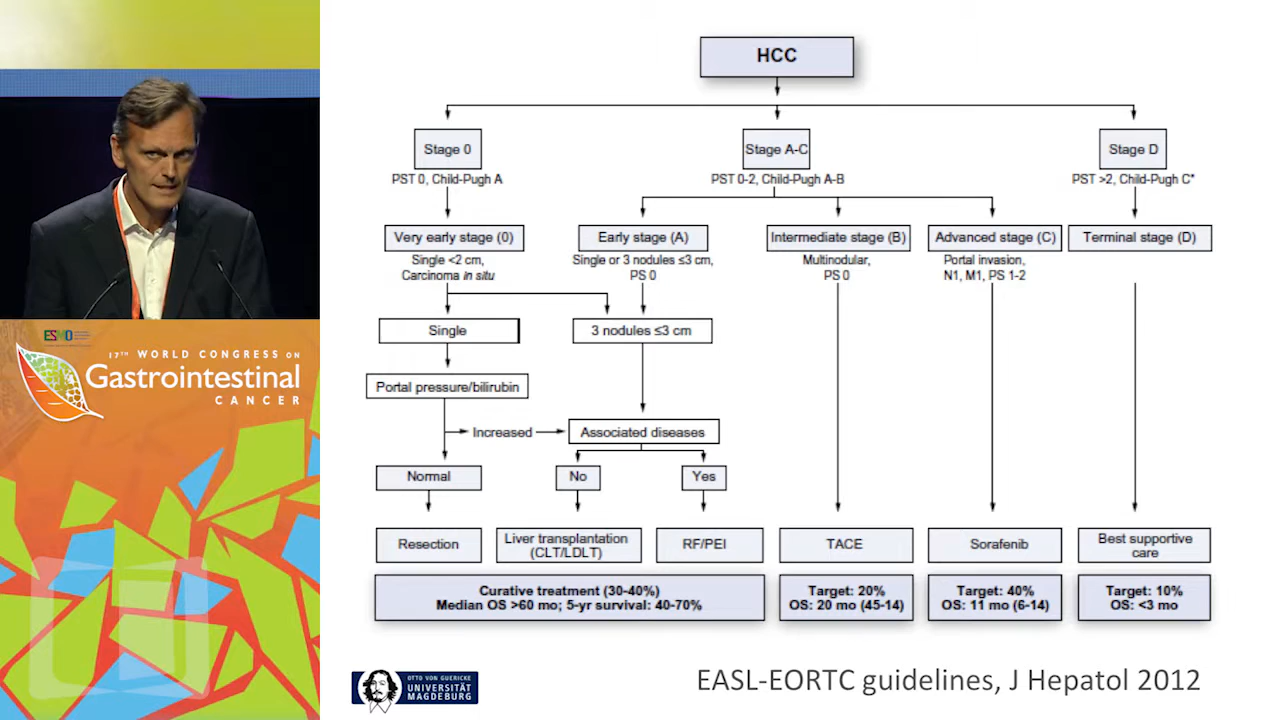 HCC
Stage 0
Stage A-C
Stage D
PST 0, Child-Pugh A
PST 0-2, Child-Pugh A-B
PST >2, Child-Pugh C*
Very early stage (0)
Early stage (A)
Intermediate stage (B)
Advanced stage (C)
Terminal stage (D)
Single <2 cm,
Carcinoma in situ
Single or 3 nodules ≤3 cm,
PS 0
Multinodular,
PS 0
Portal invasion,
N1, M1, PS 1-2
Single
3 nodules ≤3 cm
Portal pressure/bilirubin
Increased
Associated diseases
Normal
No
Yes
Resection
Liver transplantation
(CLT/LDLT)
RF/PEI
TACE
Sorafenib
Best supportive
care
Curative treatment (30-40%)
Median OS >60 mo; 5-yr survival: 40-70%
Target: 20%
OS: 20 mo (45-14)
Target: 40%
OS: 11 mo (6-14)
Target: 10%
OS: <3 mo
ESMO
17TH WORLD CONGRESS ON
Gastrointestinal
CANCER
OTTO VON GUERICKE
UNIVERSITÄT
MAGDEBURG
EASL-EORTC guidelines, J Hepatol 2012